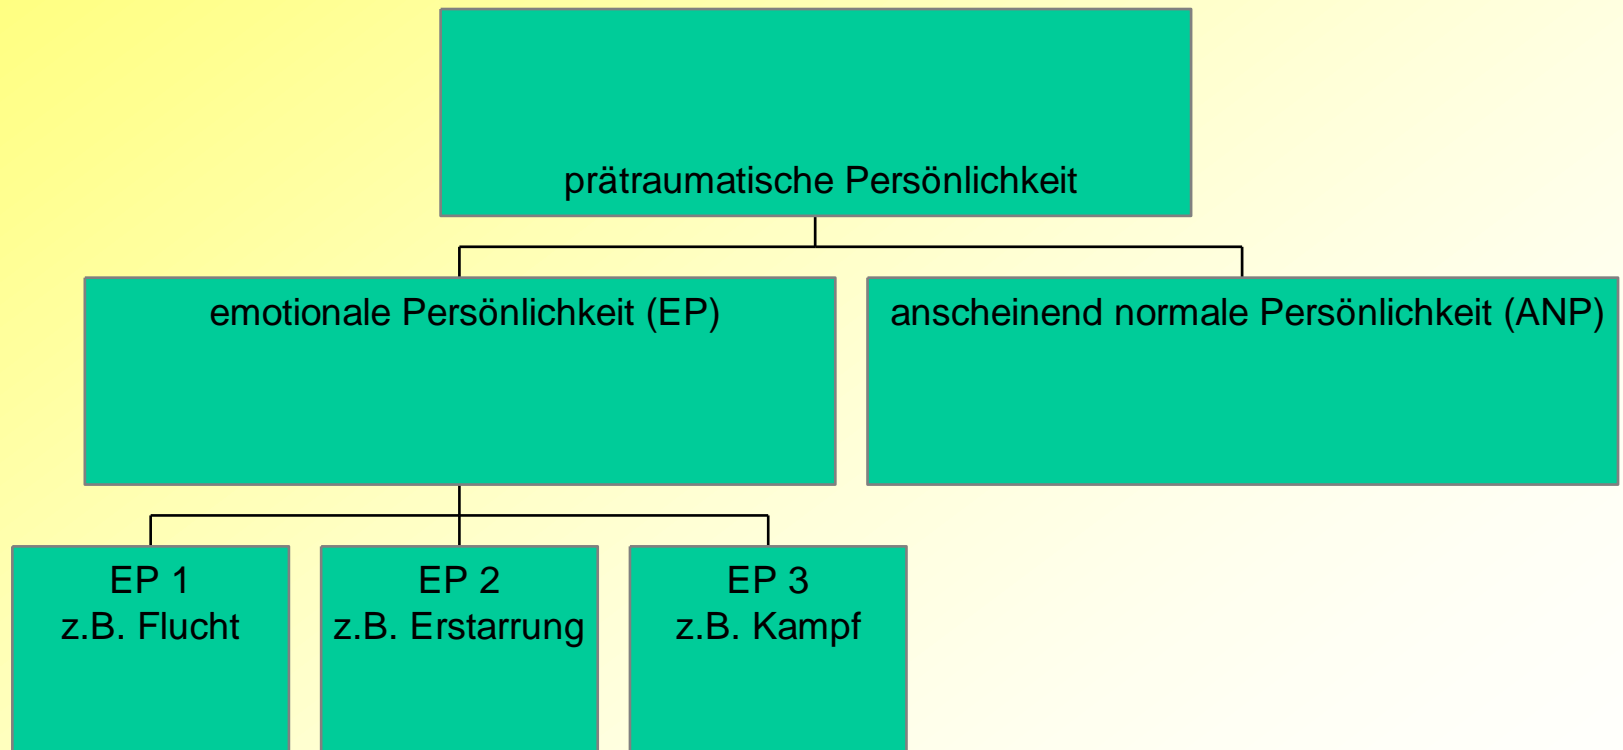 prätraumatische Persönlichkeit
emotionale Persönlichkeit (EP)
anscheinend normale Persönlichkeit (ANP)
EP 1
z.B. Flucht
EP 2
z.B. Erstarrung
EP 3
z.B. Kampf